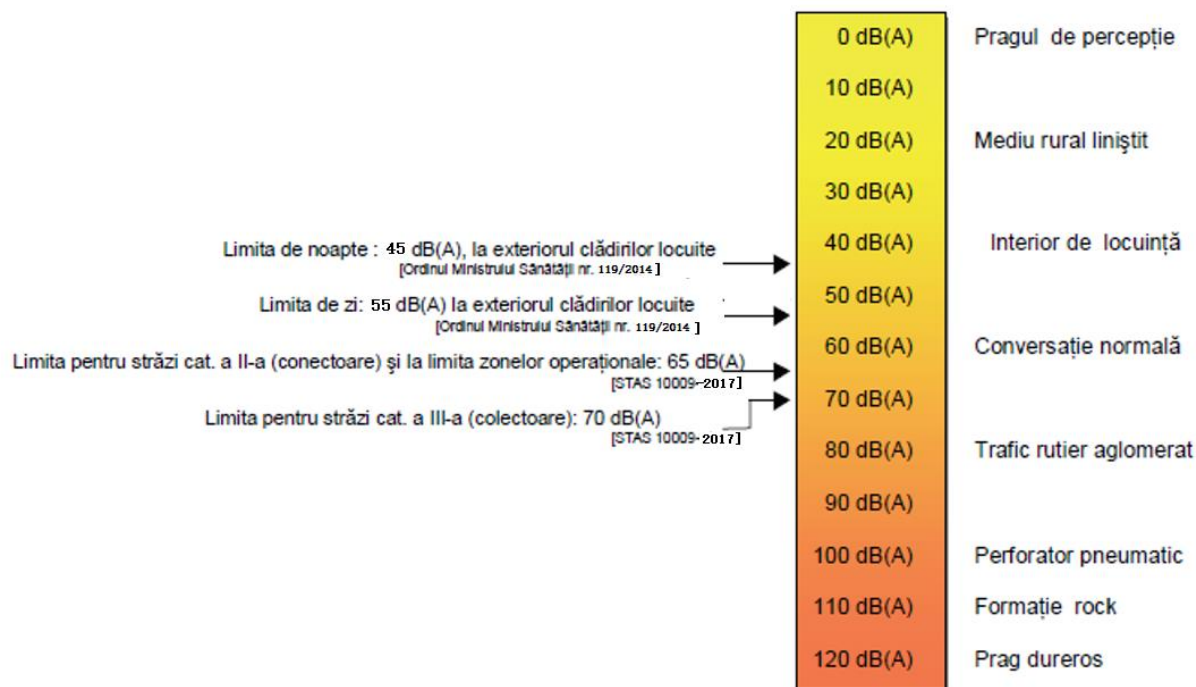 0 dB(A) Pragul de percepție
10 dB(A)
20 dB(A) Mediu rural liniştit
30 dB(A)
Limita de noapte : 45 dB(A), la exteriorul clădirilor locuite
[Ordinul Ministrului Sănătății nr. 119/2014 ]
40 dB(A) Interior de locuință
Limita de zi: 55 dB(A) la exteriorul clădirilor locuite
[Ordinul Ministrului Sănătății nr. 119/2014 ]
50 dB(A)
Limita pentru străzi cat. a II-a (conectoare) şi la limita zonelor operaționale: 65 dB(A)
[STAS 10009-2017]
60 dB(A) Conversație normală
Limita pentru străzi cat. a III-a (colectoare): 70 dB(A)
[STAS 10009-2017]
70 dB(A)
80 dB(A) Trafic rutier aglomerat
90 dB(A)
100 dB(A) Perforator pneumatic
110 dB(A) Formație rock
120 dB(A) Prag dureros